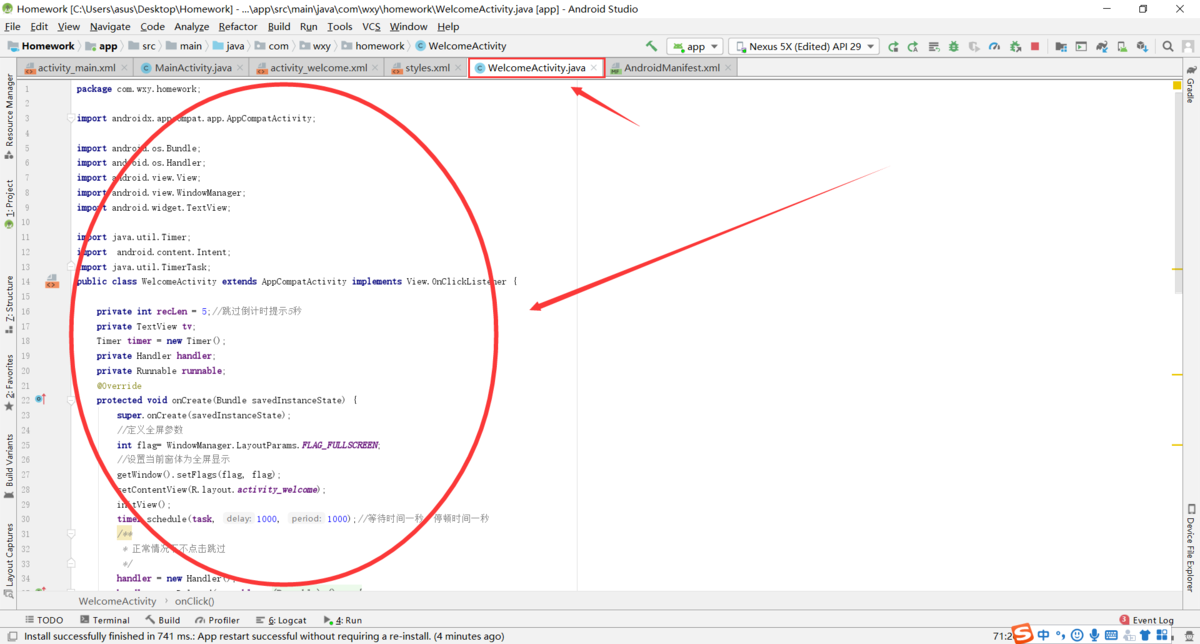 Homework [C:\Users\asus\Desktop\Homework] - ...\app\src\main\java\com\wxy\homework\WelcomeActivity.java [app] - Android Studio
File Edit View Navigate Code Analyze Refactor Build Run Tools VCS Window Help
Homework app src main java com wxy homework WelcomeActivity app Nexus 5X (Edited) API 29
activity_main.xml MainActivity.java activity_welcome.xml styles.xml WelcomeActivity.java AndroidManifest.xml
Resource Manager
1: Project
Z: Structure
2: Favorites
Build Variants
Layout Captures
Gradle
Device File Explorer
1 package com.wxy.homework;
2
3 import androidx.appcompat.app.AppCompatActivity;
4
5 import android.os.Bundle;
6 import android.os.Handler;
7 import android.view.View;
8 import android.view.WindowManager;
9 import android.widget.TextView;
10
11 import java.util.Timer;
12 import android.content.Intent;
13 import java.util.TimerTask;
14 public class WelcomeActivity extends AppCompatActivity implements View.OnClickListener {
15
16 private int recLen = 5;//跳过倒计时提示5秒
17 private TextView tv;
18 Timer timer = new Timer();
19 private Handler handler;
20 private Runnable runnable;
21 @Override
22 protected void onCreate(Bundle savedInstanceState) {
23 super.onCreate(savedInstanceState);
24 //定义全屏参数
25 int flag= WindowManager.LayoutParams.FLAG_FULLSCREEN;
26 //设置当前窗体为全屏显示
27 getWindow().setFlags(flag, flag);
28 setContentView(R.layout.activity_welcome);
29 initView();
30 timer.schedule(task, delay: 1000, period: 1000);//等待时间一秒，停顿时间一秒
31 /**
32 * 正常情况下不点击跳过
33 */
34 handler = new Handler();
WelcomeActivity › onClick()
TODO Terminal Build Profiler 6: Logcat 4: Run 3 Event Log
Install successfully finished in 741 ms.: App restart successful without requiring a re-install. (4 minutes ago) 71:2 中